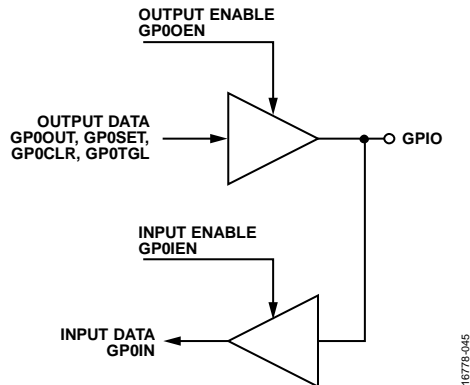 OUTPUT ENABLE
GP0OEN
OUTPUT DATA
GP0OUT, GP0SET,
GP0CLR, GP0TGL
GPIO
INPUT ENABLE
GP0IEN
INPUT DATA
GP0IN
16778-045